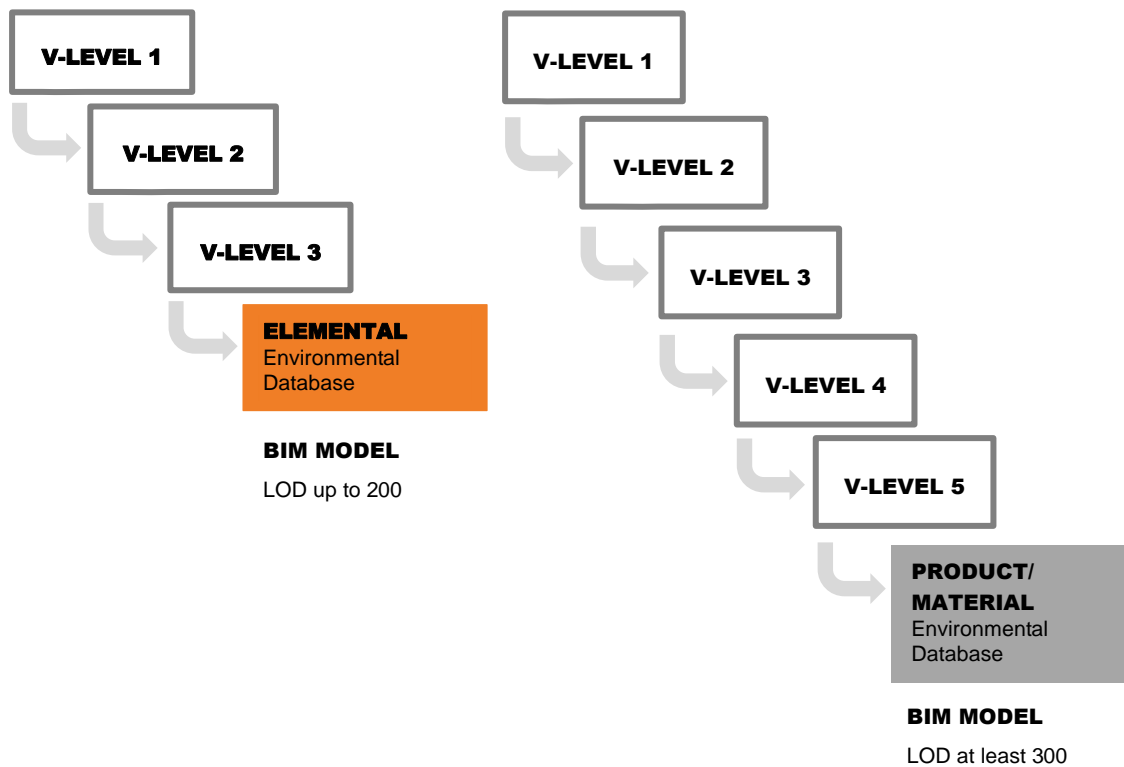 V-LEVEL 1
V-LEVEL 2
V-LEVEL 3
ELEMENTAL
Environmental
Database
BIM MODEL
LOD up to 200
V-LEVEL 1
V-LEVEL 2
V-LEVEL 3
V-LEVEL 4
V-LEVEL 5
PRODUCT/
MATERIAL
Environmental
Database
BIM MODEL
LOD at least 300